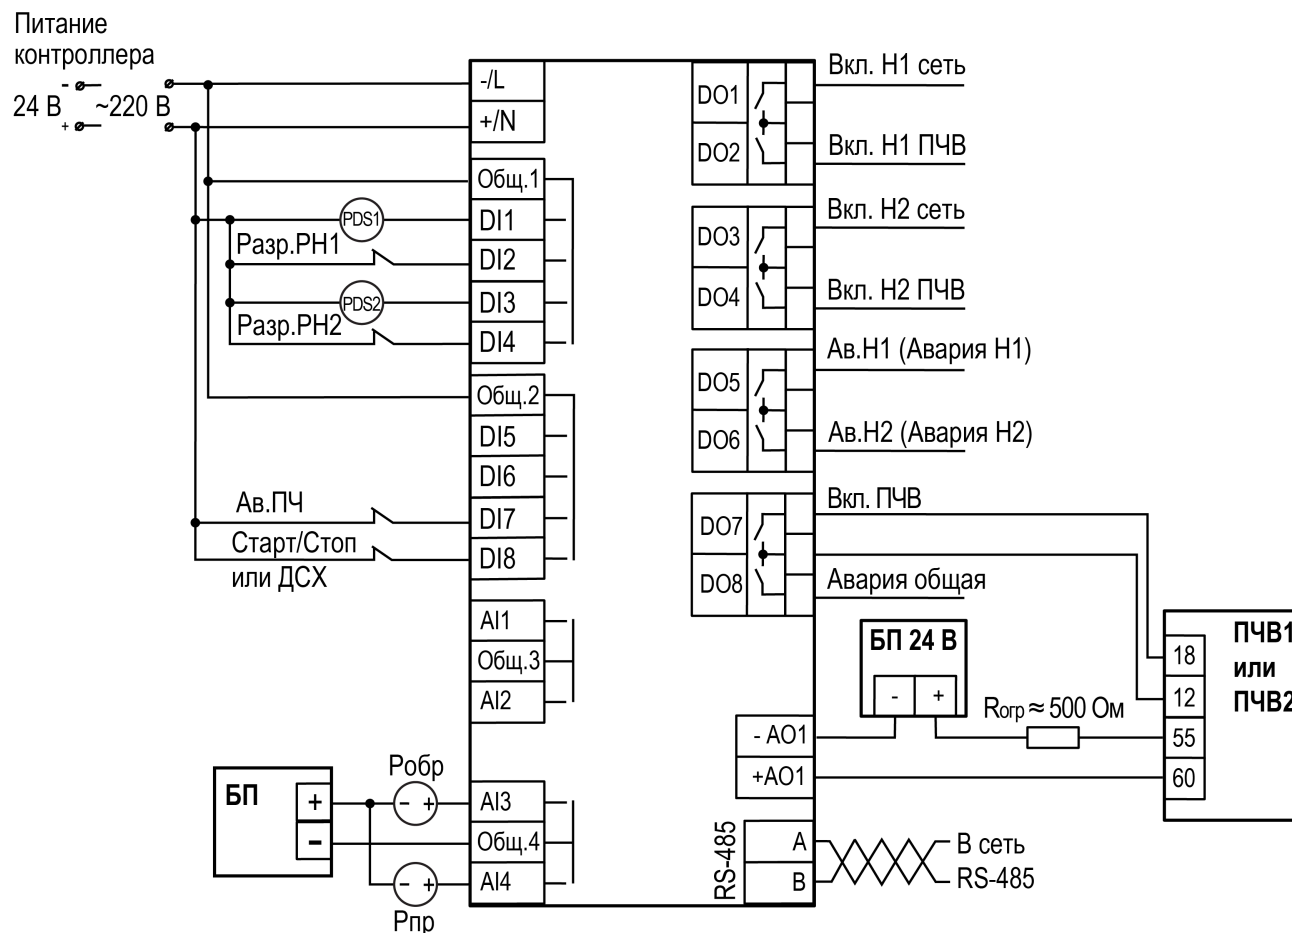 Питание
контроллера
- 
24 В ~220 В
+
-/L
+/N
Общ.1
PDS1
DI1
Разр.РН1
DI2
PDS2
DI3
Разр.РН2
DI4
Общ.2
DI5
DI6
Ав.ПЧ
DI7
Старт/Стоп
или ДСХ
DI8
AI1
Общ.3
AI2
Робр
БП
+
- +
AI3
-
Общ.4
- +
AI4
Рпр
DO1
Вкл. Н1 сеть
DO2
Вкл. Н1 ПЧВ
DO3
Вкл. Н2 сеть
DO4
Вкл. Н2 ПЧВ
DO5
Ав.Н1 (Авария Н1)
DO6
Ав.Н2 (Авария Н2)
DO7
Вкл. ПЧВ
DO8
Авария общая
БП 24 В
- +
Rогр ≈ 500 Ом
- AO1
+AO1
18
12
55
60
ПЧВ1
или
ПЧВ2
RS-485
A
B
В сеть
RS-485